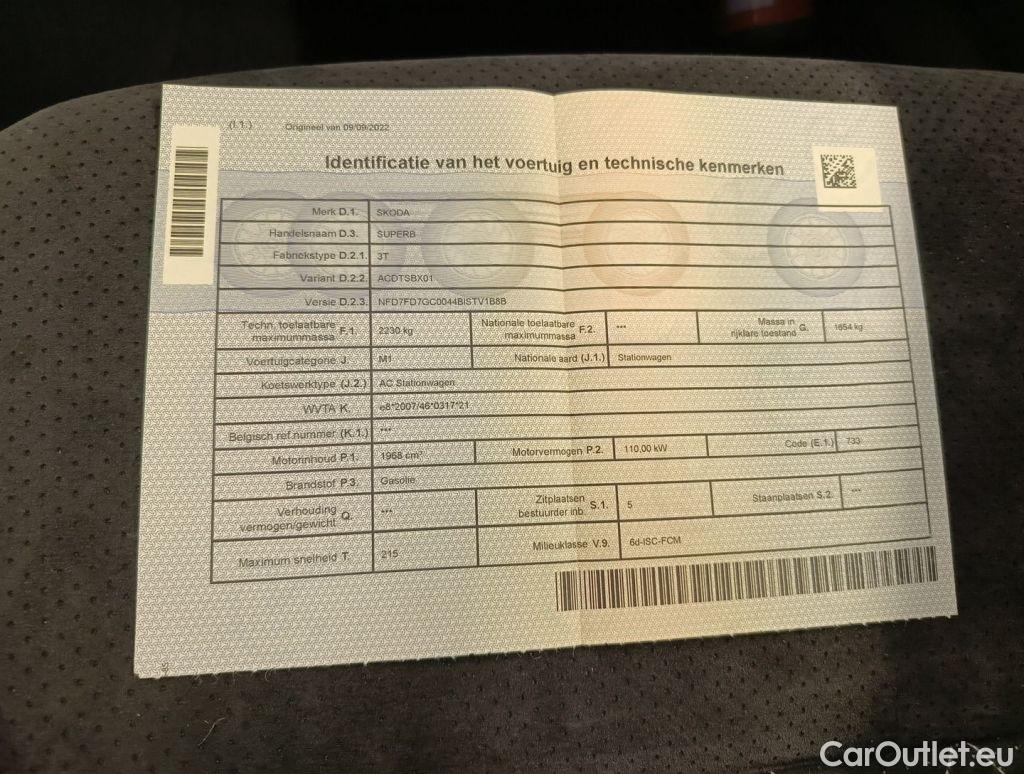 (I.1.) Origineel van 09/09/2022
Identificatie van het voertuig en technische kenmerken
Merk D.1. SKODA
Handelsnaam D.3. SUPERB
Fabriekstype D.2.1. 3T
Variant D.2.2. ACDTSBX01
Versie D.2.3. NFD7FD7GC0044BISTV1B8B
Techn. toelaatbare maximummassa F.1. 2230 kg Nationale toelaatbare maximummassa F.2. *** Massa in rijklare toestand G. 1654 kg
Voertuigcategorie J. M1 Nationale aard (J.1.) Stationwagen
Koetswerktype (J.2.) AC Stationwagen
WVTA K. e8*2007/46*0317*21
Belgisch ref.nummer (K.1.) ***
Motorinhoud P.1. 1968 cm³ Motorvermogen P.2. 110,00 kW Code (E.1.) 733
Brandstof P.3. Gasolie
Verhouding vermogen/gewicht Q. *** Zitplaatsen bestuurder inb. S.1. 5 Staanplaatsen S.2. ***
Maximum snelheid T. 215 Milieuklasse V.9. 6d-ISC-FCM
CarOutlet.eu